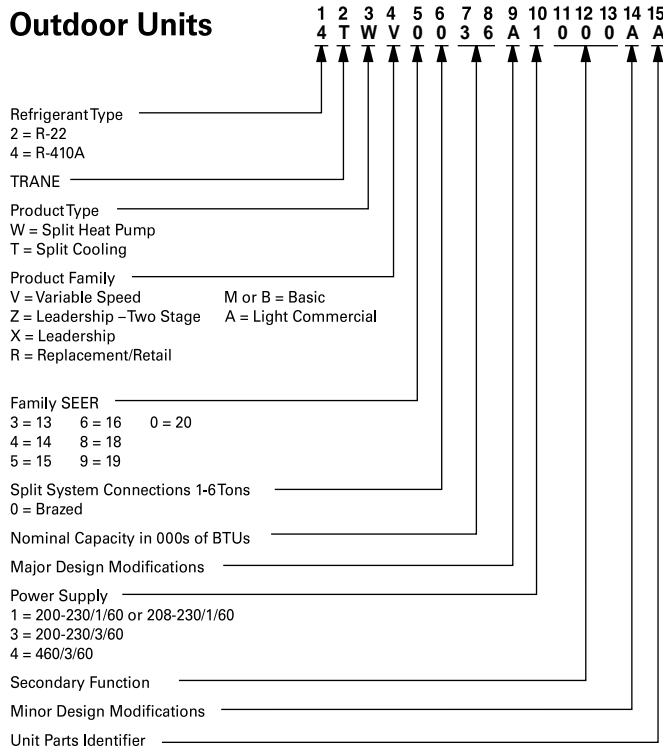 Outdoor Units
1 2 3 4 5 6 7 8 9 10 11 12 13 14 15
4 T W V 0 0 3 6 A 1 0 0 0 A A
Refrigerant Type
2 = R-22
4 = R-410A
TRANE
Product Type
W = Split Heat Pump
T = Split Cooling
Product Family
V = Variable Speed M or B = Basic
Z = Leadership – Two Stage A = Light Commercial
X = Leadership
R = Replacement/Retail
Family SEER
3 = 13 6 = 16 0 = 20
4 = 14 8 = 18
5 = 15 9 = 19
Split System Connections 1-6 Tons
0 = Brazed
Nominal Capacity in 000s of BTUs
Major Design Modifications
Power Supply
1 = 200-230/1/60 or 208-230/1/60
3 = 200-230/3/60
4 = 460/3/60
Secondary Function
Minor Design Modifications
Unit Parts Identifier